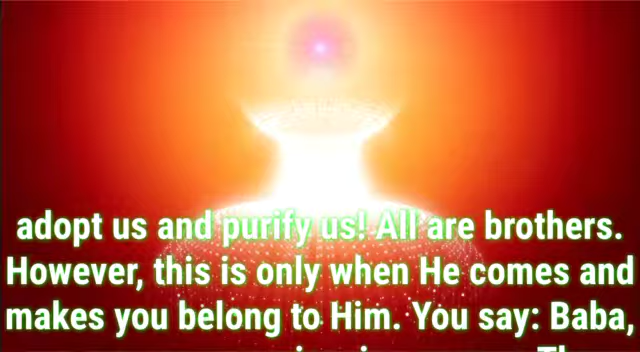 adopt us and purify us! All are brothers.
However, this is only when He comes and
makes you belong to Him. You say: Baba,